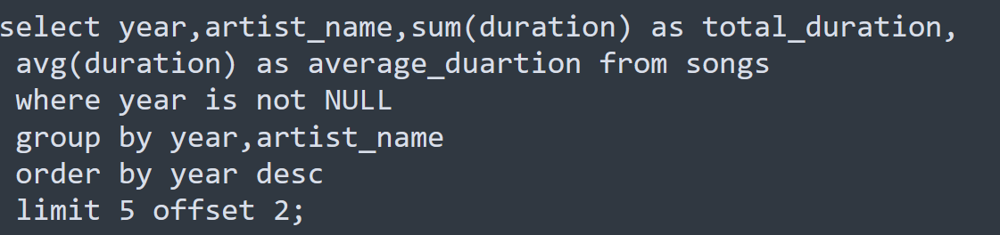 select year,artist_name,sum(duration) as total_duration,
avg(duration) as average_duartion from songs
where year is not NULL
group by year,artist_name
order by year desc
limit 5 offset 2;